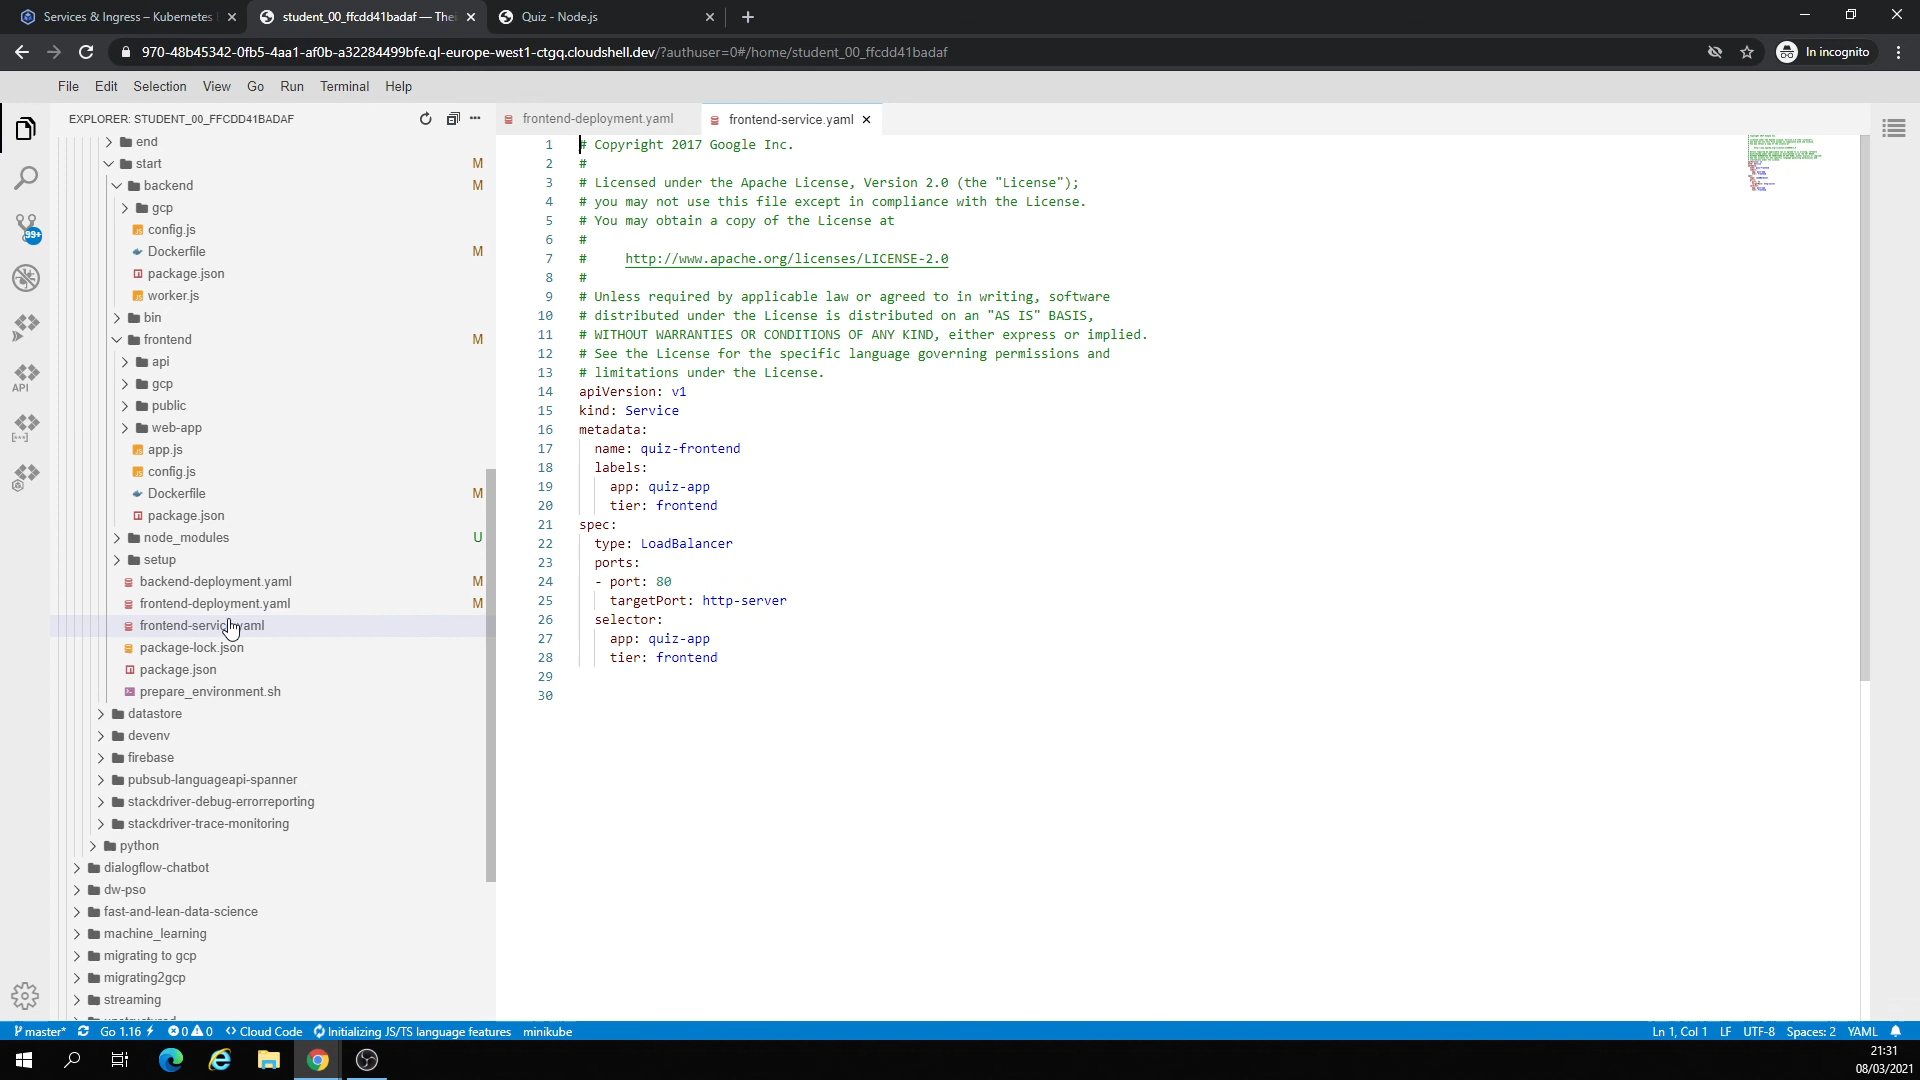 Services & Ingress – Kubernetes
student_00_ffcdd41badaf — Thei
Quiz - Node.js
970-48b45342-0fb5-4aa1-af0b-a32284499bfe.ql-europe-west1-ctgq.cloudshell.dev/?authuser=0#/home/student_00_ffcdd41badaf
In incognito
File Edit Selection View Go Run Terminal Help
EXPLORER: STUDENT_00_FFCDD41BADAF
frontend-deployment.yaml
frontend-service.yaml
end
start M
backend M
gcp
config.js
Dockerfile M
package.json
worker.js
bin
frontend M
api
gcp
public
web-app
app.js
config.js
Dockerfile M
package.json
node_modules U
setup
backend-deployment.yaml M
frontend-deployment.yaml M
package-lock.json
package.json
prepare_environment.sh
datastore
devenv
firebase
pubsub-languageapi-spanner
stackdriver-debug-errorreporting
stackdriver-trace-monitoring
python
dialogflow-chatbot
dw-pso
fast-and-lean-data-science
machine_learning
migrating to gcp
migrating2gcp
streaming
99+
API
1 # Copyright 2017 Google Inc.
2 #
3 # Licensed under the Apache License, Version 2.0 (the "License");
4 # you may not use this file except in compliance with the License.
5 # You may obtain a copy of the License at
6 #
7 #     http://www.apache.org/licenses/LICENSE-2.0
8 #
9 # Unless required by applicable law or agreed to in writing, software
10 # distributed under the License is distributed on an "AS IS" BASIS,
11 # WITHOUT WARRANTIES OR CONDITIONS OF ANY KIND, either express or implied.
12 # See the License for the specific language governing permissions and
13 # limitations under the License.
14 apiVersion: v1
15 kind: Service
16 metadata:
17   name: quiz-frontend
18   labels:
19     app: quiz-app
20     tier: frontend
21 spec:
22   type: LoadBalancer
23   ports:
24   - port: 80
25     targetPort: http-server
26   selector:
27     app: quiz-app
28     tier: frontend
29
30
master* Go 1.16 0 0 <> Cloud Code Initializing JS/TS language features minikube
Ln 1, Col 1 LF UTF-8 Spaces: 2 YAML
21:31
08/03/2021